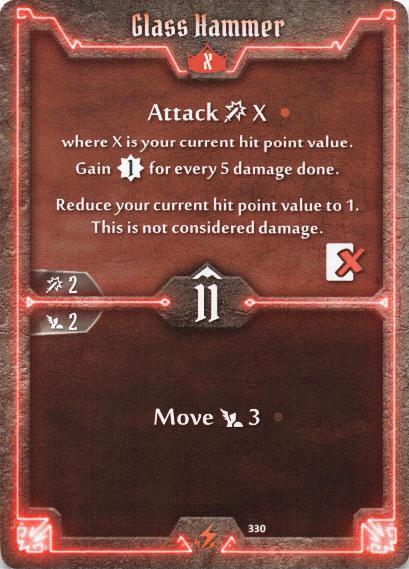 Glass Hammer
X
Attack X
where X is your current hit point value.
Gain 1 for every 5 damage done.
Reduce your current hit point value to 1.
This is not considered damage.
2
11
2
Move 3
330